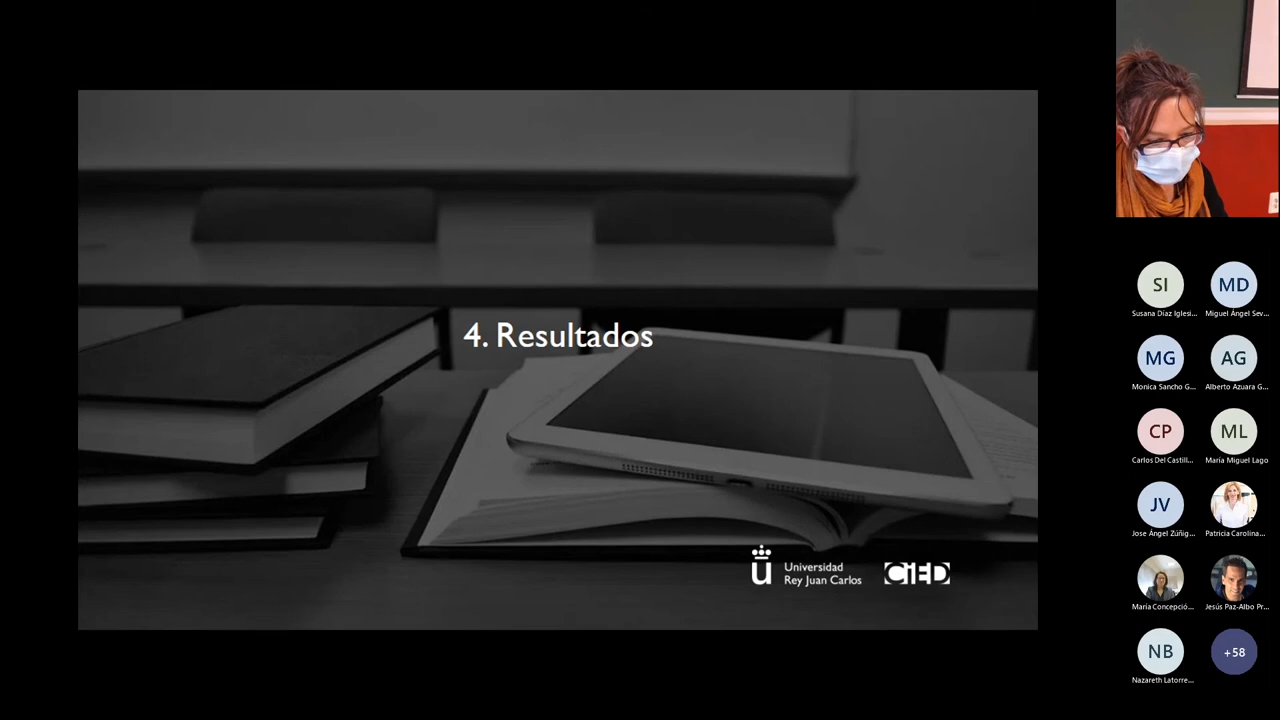 4. Resultados
Universidad
Rey Juan Carlos
CiED
SI
MD
Susana Díaz Iglesi...
Miguel Ángel Sev...
MG
AG
Monica Sancho G...
Alberto Azuara G...
CP
ML
Carlos Del Castill...
María Miguel Lago
JV
Jose Ángel Zúñig...
Patricia Carolina...
María Concepció...
Jesús Paz-Albo Pr...
NB
+58
Nazareth Latorre...